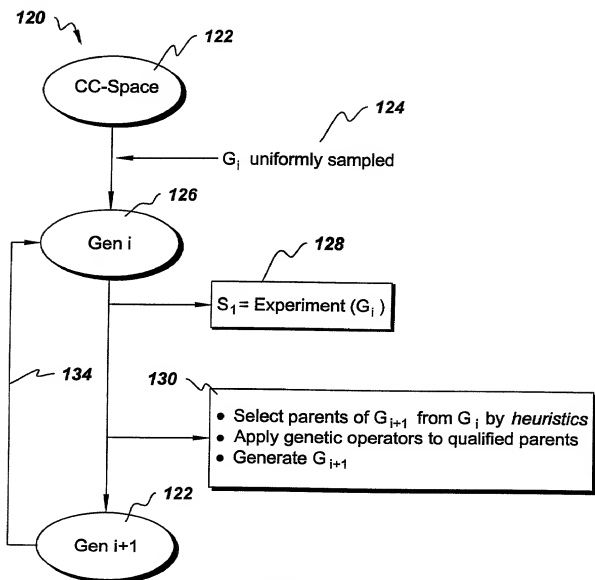 120
122
CC-Space
124
G_i uniformly sampled
126
Gen i
128
S_1 = Experiment (G_i)
134
130
• Select parents of G_i+1 from G_i by heuristics
• Apply genetic operators to qualified parents
• Generate G_i+1
122
Gen i+1